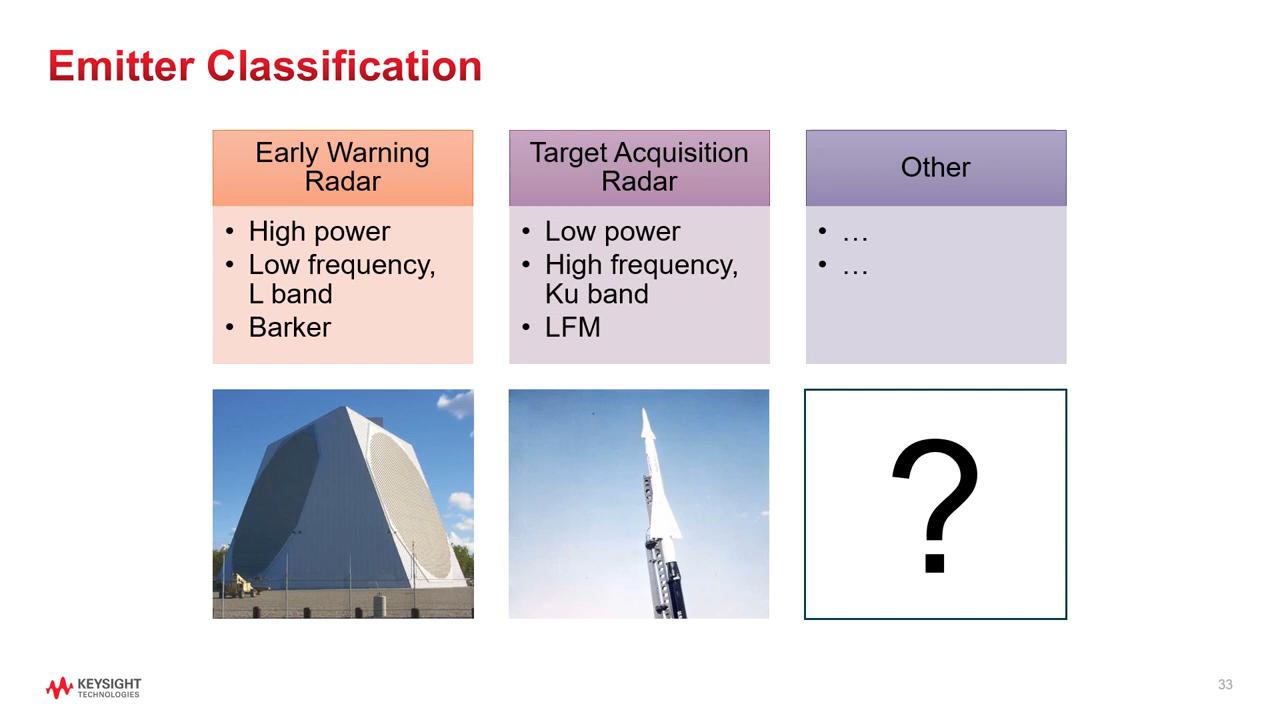 Emitter Classification
Early Warning
Radar
• High power
• Low frequency,
L band
• Barker
Target Acquisition
Radar
• Low power
• High frequency,
Ku band
• LFM
Other
• …
• …
?
KEYSIGHT
TECHNOLOGIES
33